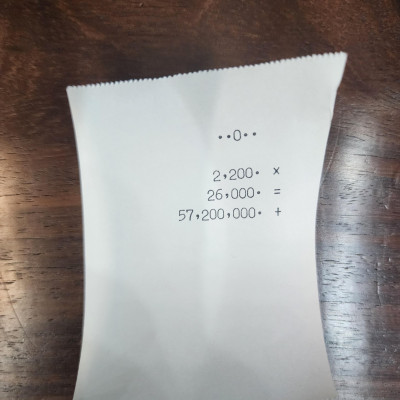 ··0··
2,200· ×
26,000· =
57,200,000· +